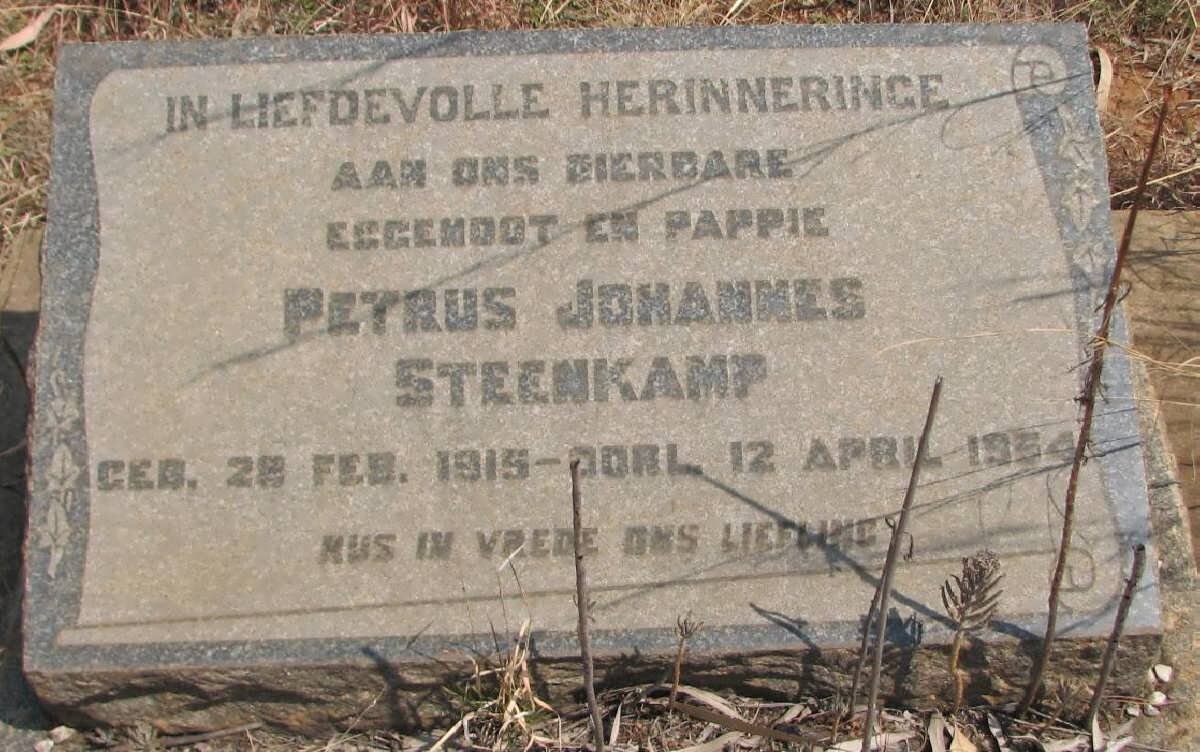 IN LIEFDEVOLLE HERINNERINGE
AAN ONS DIERBARE
EGGENOOT EN PAPPIE
PETRUS JOHANNES
STEENKAMP
GEB. 28 FEB. 1915-OORL. 12 APRIL 1954
RUS IN VREDE ONS LIEFLING